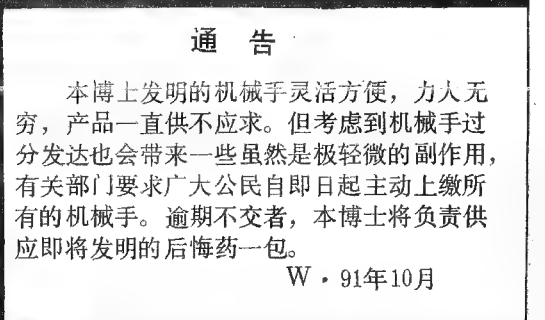 通 告
本博士发明的机械手灵活方便，力大无
穷，产品一直供不应求。但考虑到机械手过
分发达也会带来一些虽然是极轻微的副作用，
有关部门要求广大公民自即日起主动上缴所
有的机械手。逾期不交者，本博士将负责供
应即将发明的后悔药一包。
W·91年10月